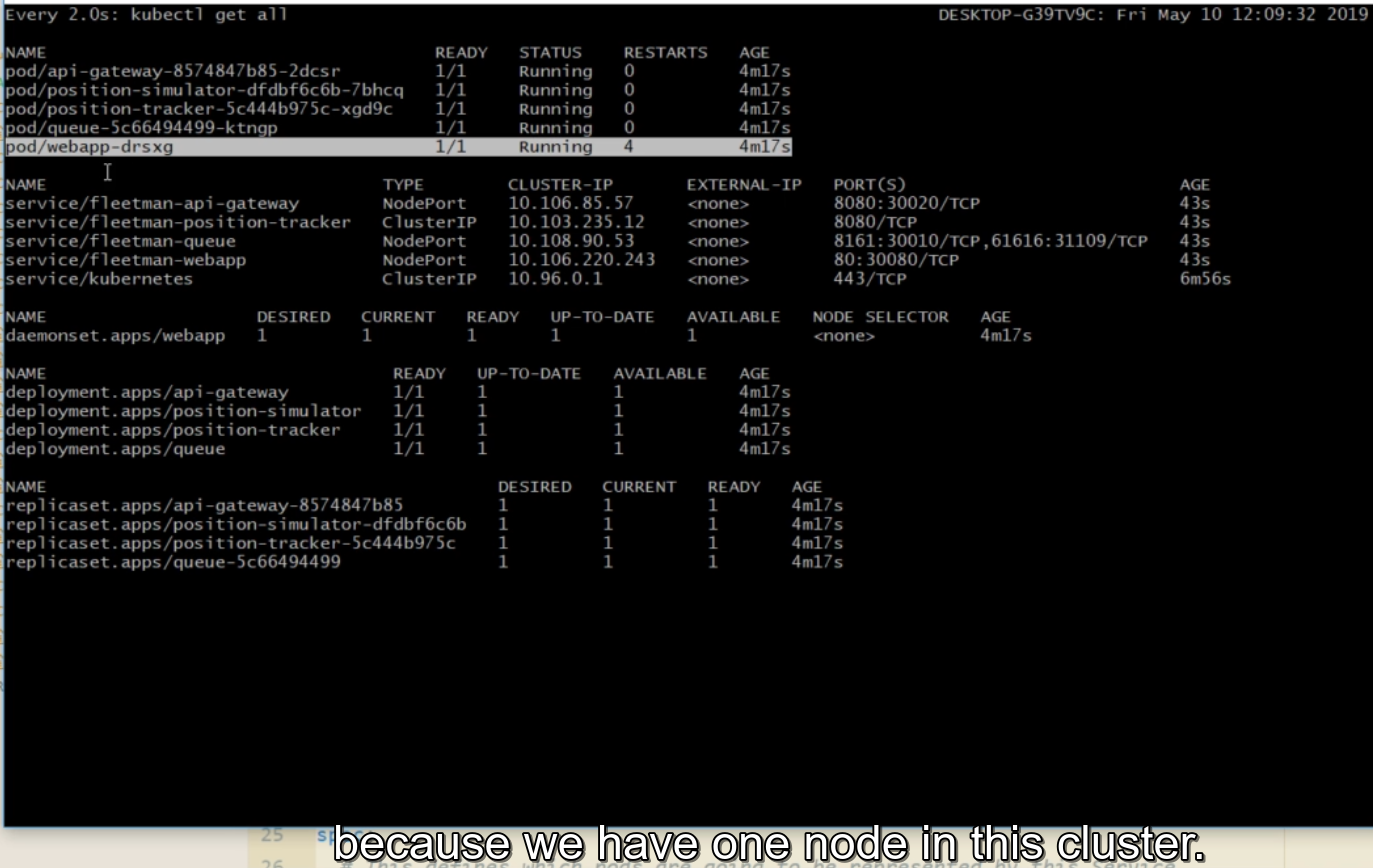 Every 2.0s: kubectl get all DESKTOP-G39TV9C: Fri May 10 12:09:32 2019
NAME READY STATUS RESTARTS AGE
pod/api-gateway-8574847b85-2dcsr 1/1 Running 0 4m17s
pod/position-simulator-dfdbf6c6b-7bhcq 1/1 Running 0 4m17s
pod/position-tracker-5c444b975c-xgd9c 1/1 Running 0 4m17s
pod/queue-5c66494499-ktngp 1/1 Running 0 4m17s
pod/webapp-drsxg 1/1 Running 4 4m17s
NAME TYPE CLUSTER-IP EXTERNAL-IP PORT(S) AGE
service/fleetman-api-gateway NodePort 10.106.85.57 <none> 8080:30020/TCP 43s
service/fleetman-position-tracker ClusterIP 10.103.235.12 <none> 8080/TCP 43s
service/fleetman-queue NodePort 10.108.90.53 <none> 8161:30010/TCP,61616:31109/TCP 43s
service/fleetman-webapp NodePort 10.106.220.243 <none> 80:30080/TCP 43s
service/kubernetes ClusterIP 10.96.0.1 <none> 443/TCP 6m56s
NAME DESIRED CURRENT READY UP-TO-DATE AVAILABLE NODE SELECTOR AGE
daemonset.apps/webapp 1 1 1 1 1 <none> 4m17s
NAME READY UP-TO-DATE AVAILABLE AGE
deployment.apps/api-gateway 1/1 1 1 4m17s
deployment.apps/position-simulator 1/1 1 1 4m17s
deployment.apps/position-tracker 1/1 1 1 4m17s
deployment.apps/queue 1/1 1 1 4m17s
NAME DESIRED CURRENT READY AGE
replicaset.apps/api-gateway-8574847b85 1 1 1 4m17s
replicaset.apps/position-simulator-dfdbf6c6b 1 1 1 4m17s
replicaset.apps/position-tracker-5c444b975c 1 1 1 4m17s
replicaset.apps/queue-5c66494499 1 1 1 4m17s
25
because we have one node in this cluster.
26 # This defines which pods are going to be represented by this Service